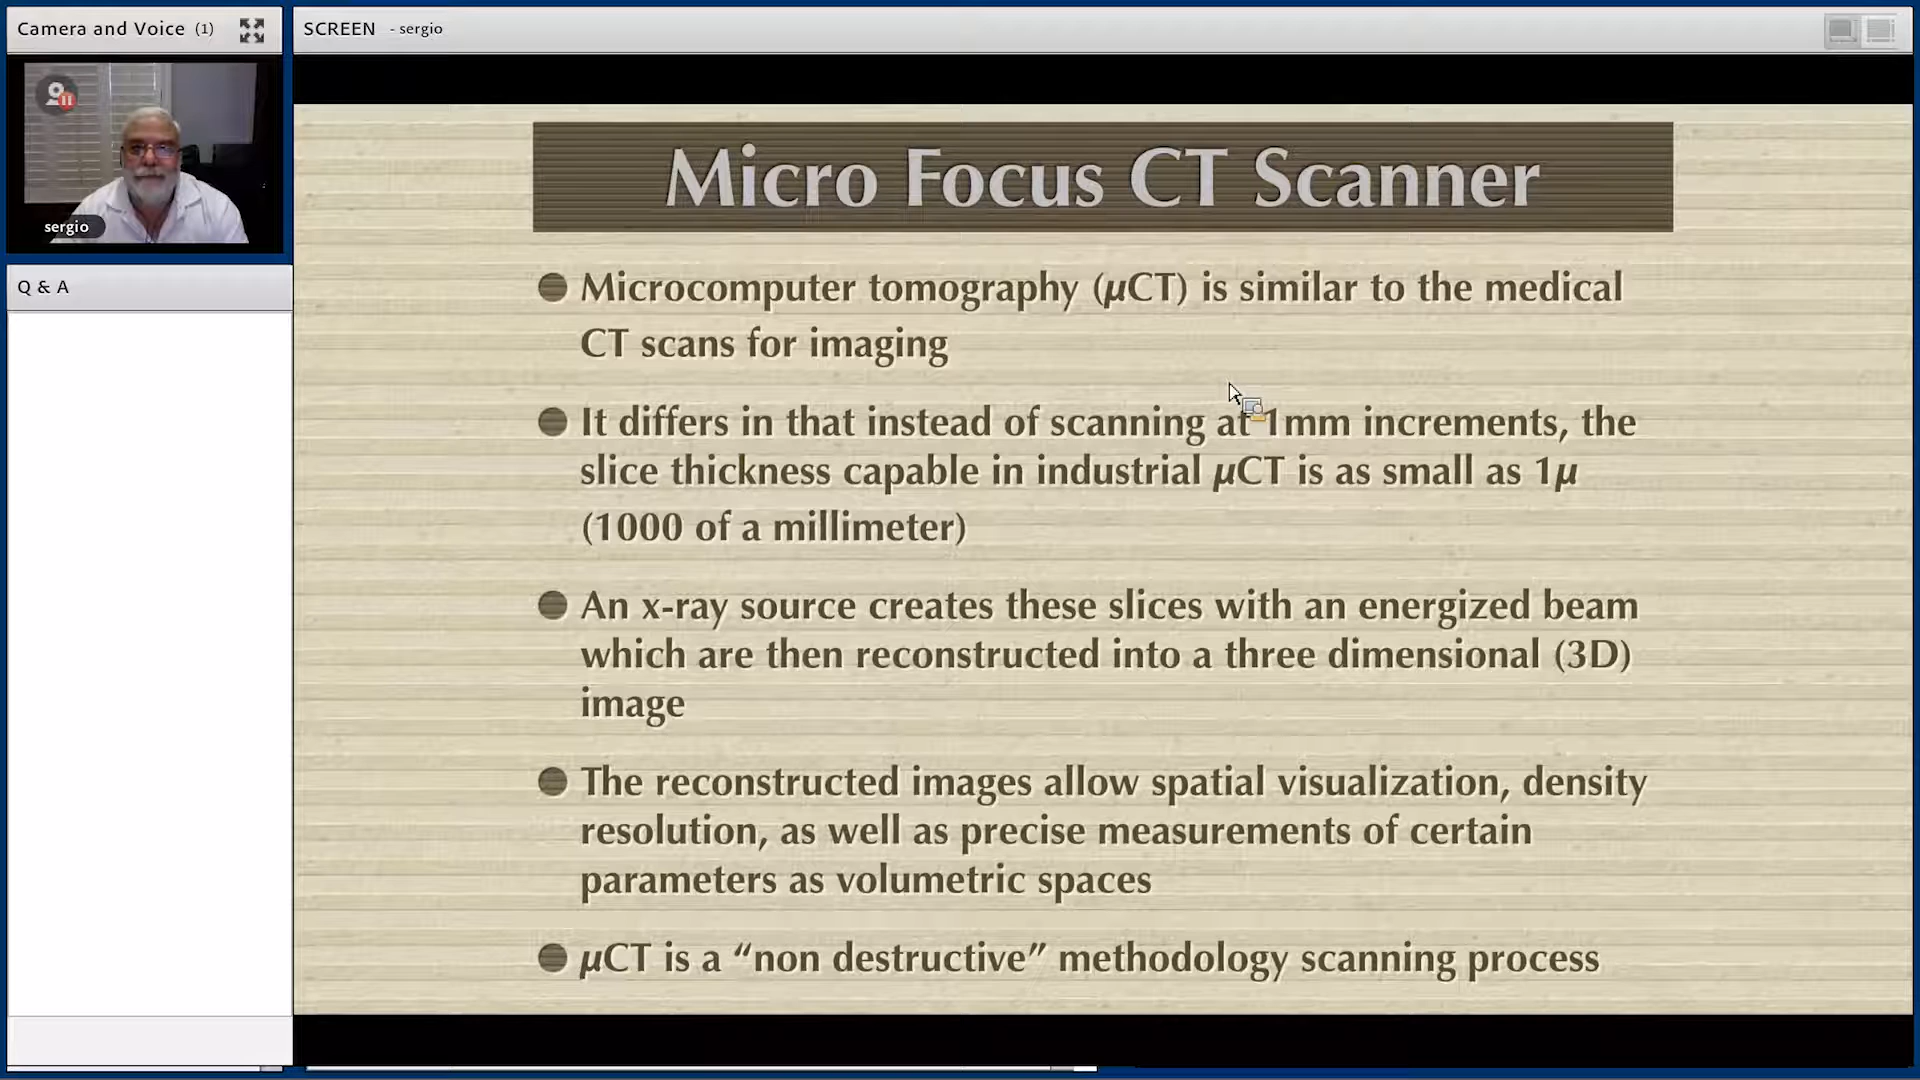 Camera and Voice (1)
SCREEN - sergio
sergio
Q & A
Micro Focus CT Scanner
Microcomputer tomography (µCT) is similar to the medical
CT scans for imaging
It differs in that instead of scanning at 1mm increments, the
slice thickness capable in industrial µCT is as small as 1µ
(1000 of a millimeter)
An x-ray source creates these slices with an energized beam
which are then reconstructed into a three dimensional (3D)
image
The reconstructed images allow spatial visualization, density
resolution, as well as precise measurements of certain
parameters as volumetric spaces
µCT is a “non destructive” methodology scanning process